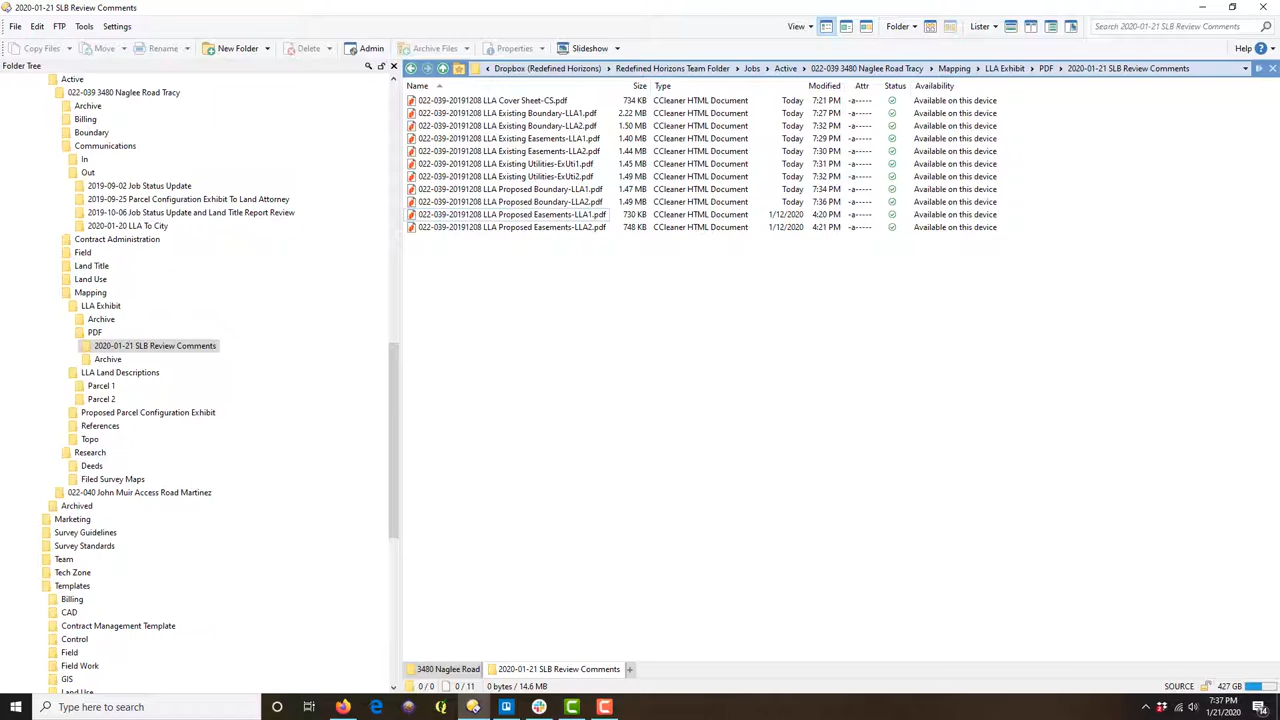 2020-01-21 SLB Review Comments
File Edit FTP Tools Settings View Folder Lister Search 2020-01-21 SLB Review Comments
Copy Files Move Rename New Folder Delete Admin Archive Files Properties Slideshow Help
Folder Tree
Dropbox (Redefined Horizons) Redefined Horizons Team Folder Jobs Active 022-039 3480 Naglee Road Tracy Mapping LLA Exhibit PDF 2020-01-21 SLB Review Comments
Active
022-039 3480 Naglee Road Tracy
Archive
Billing
Boundary
Communications
In
Out
2019-09-02 Job Status Update
2019-09-25 Parcel Configuration Exhibit To Land Attorney
2019-10-06 Job Status Update and Land Title Report Review
2020-01-20 LLA To City
Contract Administration
Field
Land Title
Land Use
Mapping
LLA Exhibit
Archive
PDF
2020-01-21 SLB Review Comments
Archive
LLA Land Descriptions
Parcel 1
Parcel 2
Proposed Parcel Configuration Exhibit
References
Topo
Research
Deeds
Filed Survey Maps
022-040 John Muir Access Road Martinez
Archived
Marketing
Survey Guidelines
Survey Standards
Team
Tech Zone
Templates
Billing
CAD
Contract Management Template
Control
Field
Field Work
GIS
Land Use
Name Size Type Modified Attr Status Availability
022-039-20191208 LLA Cover Sheet-CS.pdf 734 KB CCleaner HTML Document Today 7:21 PM -a----- Available on this device
022-039-20191208 LLA Existing Boundary-LLA1.pdf 2.22 MB CCleaner HTML Document Today 7:27 PM -a----- Available on this device
022-039-20191208 LLA Existing Boundary-LLA2.pdf 1.50 MB CCleaner HTML Document Today 7:32 PM -a----- Available on this device
022-039-20191208 LLA Existing Easements-LLA1.pdf 1.40 MB CCleaner HTML Document Today 7:29 PM -a----- Available on this device
022-039-20191208 LLA Existing Easements-LLA2.pdf 1.44 MB CCleaner HTML Document Today 7:30 PM -a----- Available on this device
022-039-20191208 LLA Existing Utilities-ExUti1.pdf 1.45 MB CCleaner HTML Document Today 7:31 PM -a----- Available on this device
022-039-20191208 LLA Existing Utilities-ExUti2.pdf 1.49 MB CCleaner HTML Document Today 7:32 PM -a----- Available on this device
022-039-20191208 LLA Proposed Boundary-LLA1.pdf 1.47 MB CCleaner HTML Document Today 7:34 PM -a----- Available on this device
022-039-20191208 LLA Proposed Boundary-LLA2.pdf 1.49 MB CCleaner HTML Document Today 7:36 PM -a----- Available on this device
022-039-20191208 LLA Proposed Easements-LLA1.pdf 730 KB CCleaner HTML Document 1/12/2020 4:20 PM -a----- Available on this device
022-039-20191208 LLA Proposed Easements-LLA2.pdf 748 KB CCleaner HTML Document 1/12/2020 4:21 PM -a----- Available on this device
3480 Naglee Road 2020-01-21 SLB Review Comments
0 / 0 0 / 11 0 bytes / 14.6 MB SOURCE 427 GB
Type here to search
7:37 PM
1/21/2020
14